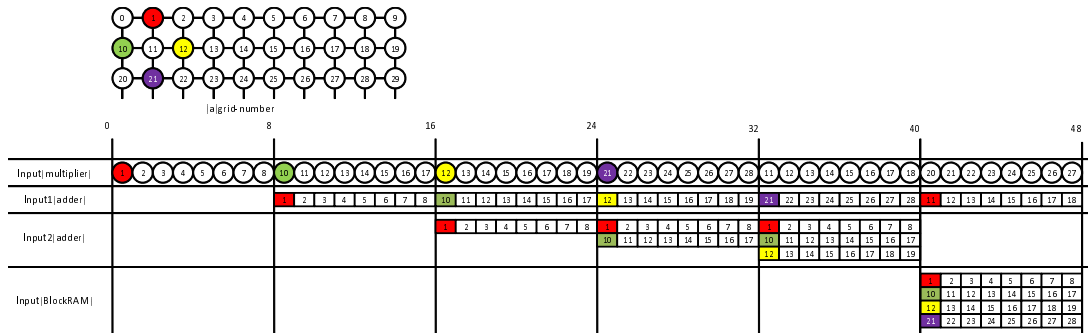 0 1 2 3 4 5 6 7 8 9
10 11 12 13 14 15 16 17 18 19
20 21 22 23 24 25 26 27 28 29
|a|grid-number
0 8 16 24 32 40 48
Input|multiplier| 1 2 3 4 5 6 7 8 10 11 12 13 14 15 16 17 12 13 14 15 16 17 18 19 21 22 23 24 25 26 27 28 11 12 13 14 15 16 17 18 20 21 22 23 24 25 26 27
Input1|adder| 1 2 3 4 5 6 7 8 10 11 12 13 14 15 16 17 12 13 14 15 16 17 18 19 21 22 23 24 25 26 27 28 11 12 13 14 15 16 17 18
Input2|adder| 1 2 3 4 5 6 7 8 1 2 3 4 5 6 7 8 1 2 3 4 5 6 7 8
10 11 12 13 14 15 16 17 10 11 12 13 14 15 16 17
12 13 14 15 16 17 18 19
Input|BlockRAM| 1 2 3 4 5 6 7 8
10 11 12 13 14 15 16 17
12 13 14 15 16 17 18 19
21 22 23 24 25 26 27 28